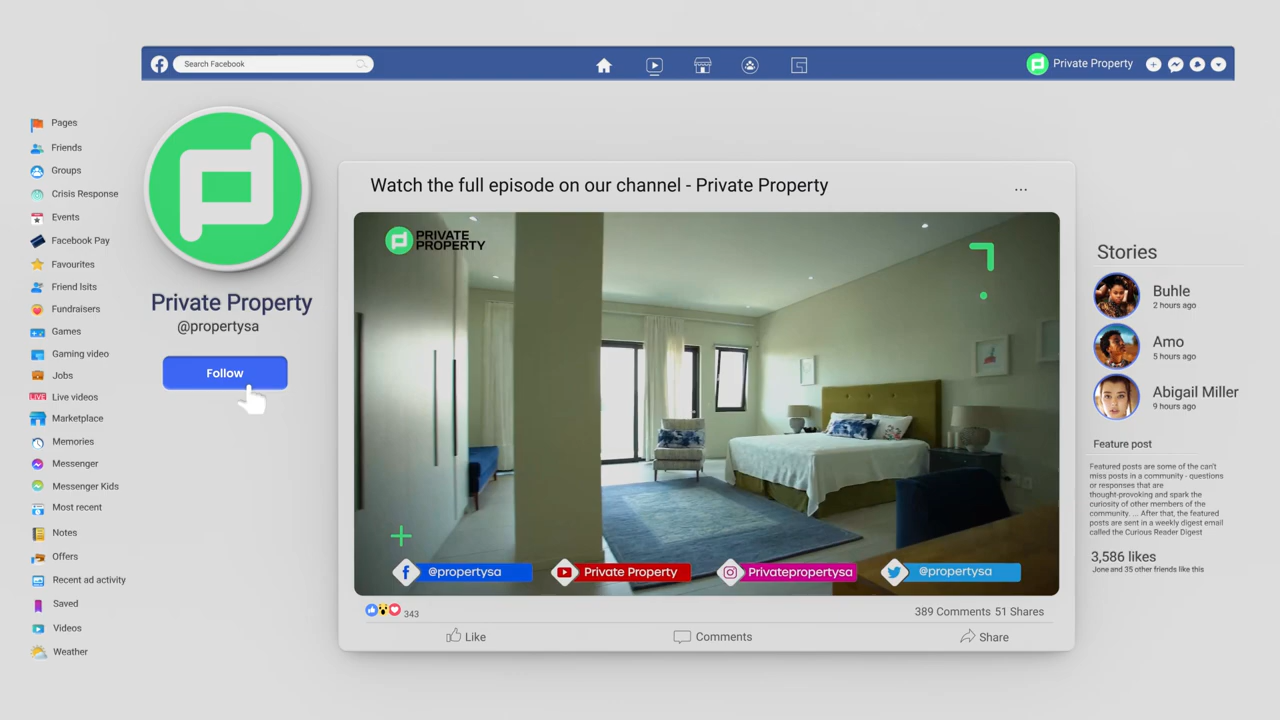 Search Facebook
Private Property
Pages
Friends
Groups
Crisis Response
Events
Facebook Pay
Favourites
Friend lsits
Fundraisers
Games
Gaming video
Jobs
LIVE Live videos
Marketplace
Memories
Messenger
Messenger Kids
Most recent
Notes
Offers
Recent ad activity
Saved
Videos
Weather
Private Property
@propertysa
Follow
Watch the full episode on our channel - Private Property
...
PRIVATE
PROPERTY
@propertysa
Private Property
Privatepropertysa
@propertysa
343
389 Comments 51 Shares
Like
Comments
Share
Stories
Buhle
2 hours ago
Amo
5 hours ago
Abigail Miller
9 hours ago
Feature post
Featured posts are some of the can't
miss posts in a community - questions
or responses that are
thought-provoking and spark the
curiosity of other members of the
community. ... After that, the featured
posts are sent in a weekly digest email
called the Curious Reader Digest
3,586 likes
Jone and 35 other friends like this